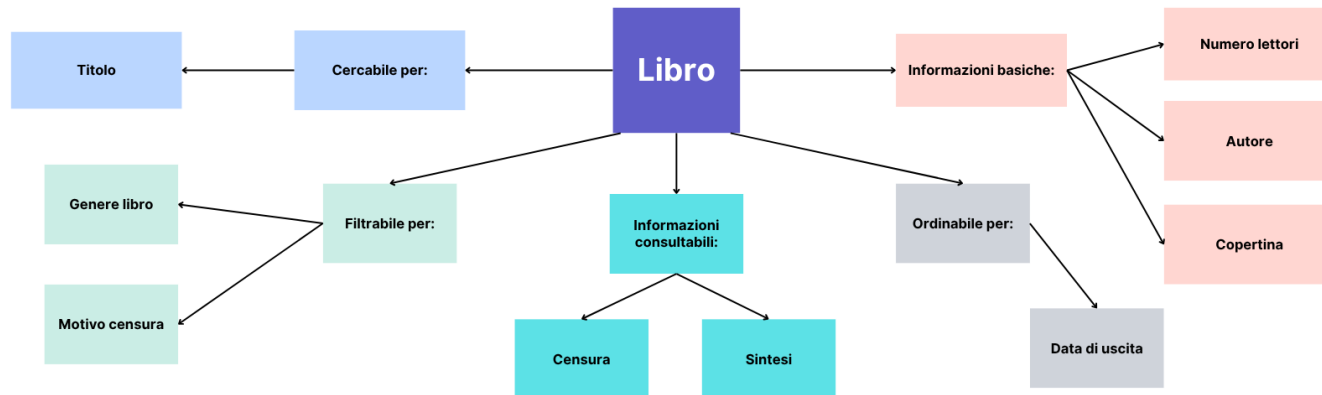 Libro
Titolo
Cercabile per:
Informazioni basiche:
Numero lettori
Autore
Copertina
Genere libro
Motivo censura
Filtrabile per:
Informazioni
consultabili:
Censura
Sintesi
Ordinabile per:
Data di uscita